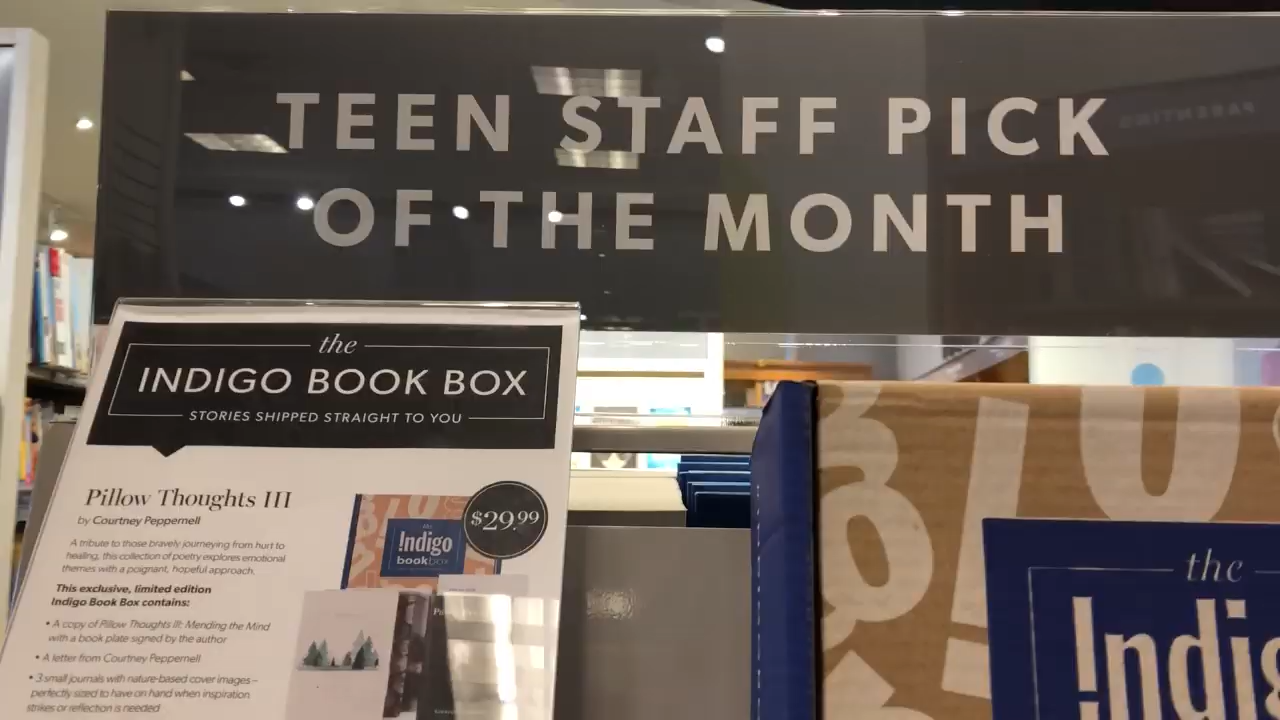 TEEN STAFF PICK
OF THE MONTH
the
INDIGO BOOK BOX
STORIES SHIPPED STRAIGHT TO YOU
Pillow Thoughts III
by Courtney Peppernell
A tribute to those bravely journeying from hurt to
healing, this collection of poetry explores emotional
themes with a poignant, hopeful approach.
This exclusive, limited edition
Indigo Book Box contains:
• A copy of Pillow Thoughts III: Mending the Mind
with a book plate signed by the author
• A letter from Courtney Peppernell
• 3 small journals with nature-based cover images –
perfectly sized to have on hand when inspiration
strikes or reflection is needed
$29.99
the
!ndigo
bookbox
the
!ndig
PARENTING